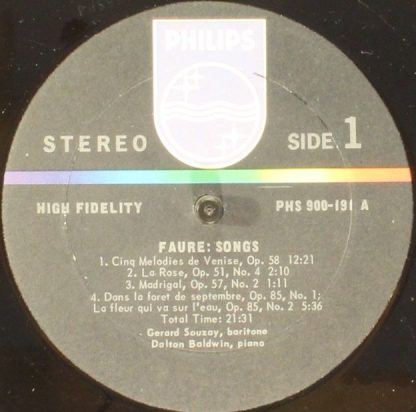 PHILIPS
STEREO SIDE 1
HIGH FIDELITY PHS 900-191 A
FAURE: SONGS
1. Cinq Melodies de Venise, Op. 58 12:21
2. La Rose, Op. 51, No. 4 2:10
3. Madrigal, Op. 57, No. 2 1:11
4. Dans la foret de septembre, Op. 85, No. 1;
La fleur qui va sur l'eau, Op. 85, No. 2 5:36
Total Time: 21:31
Gerard Souzay, baritone
Dalton Baldwin, piano